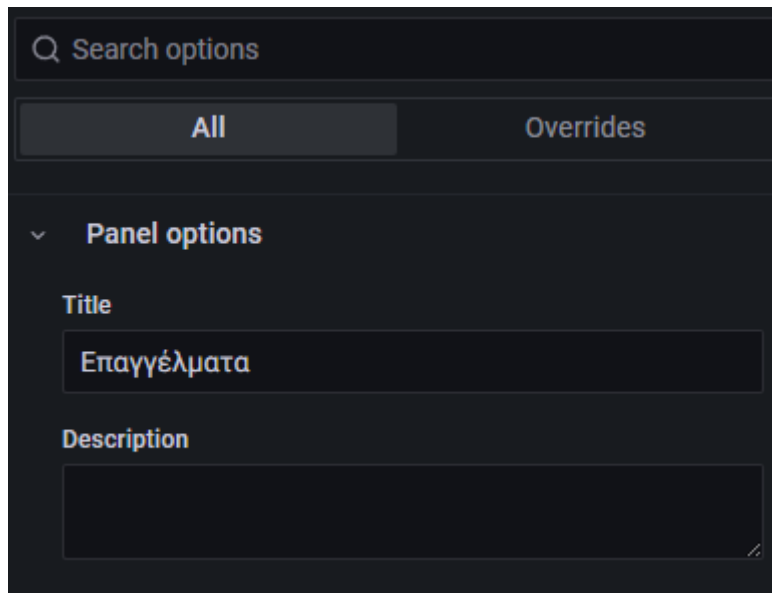 Search options
All Overrides
Panel options
Title
Επαγγέλματα
Description